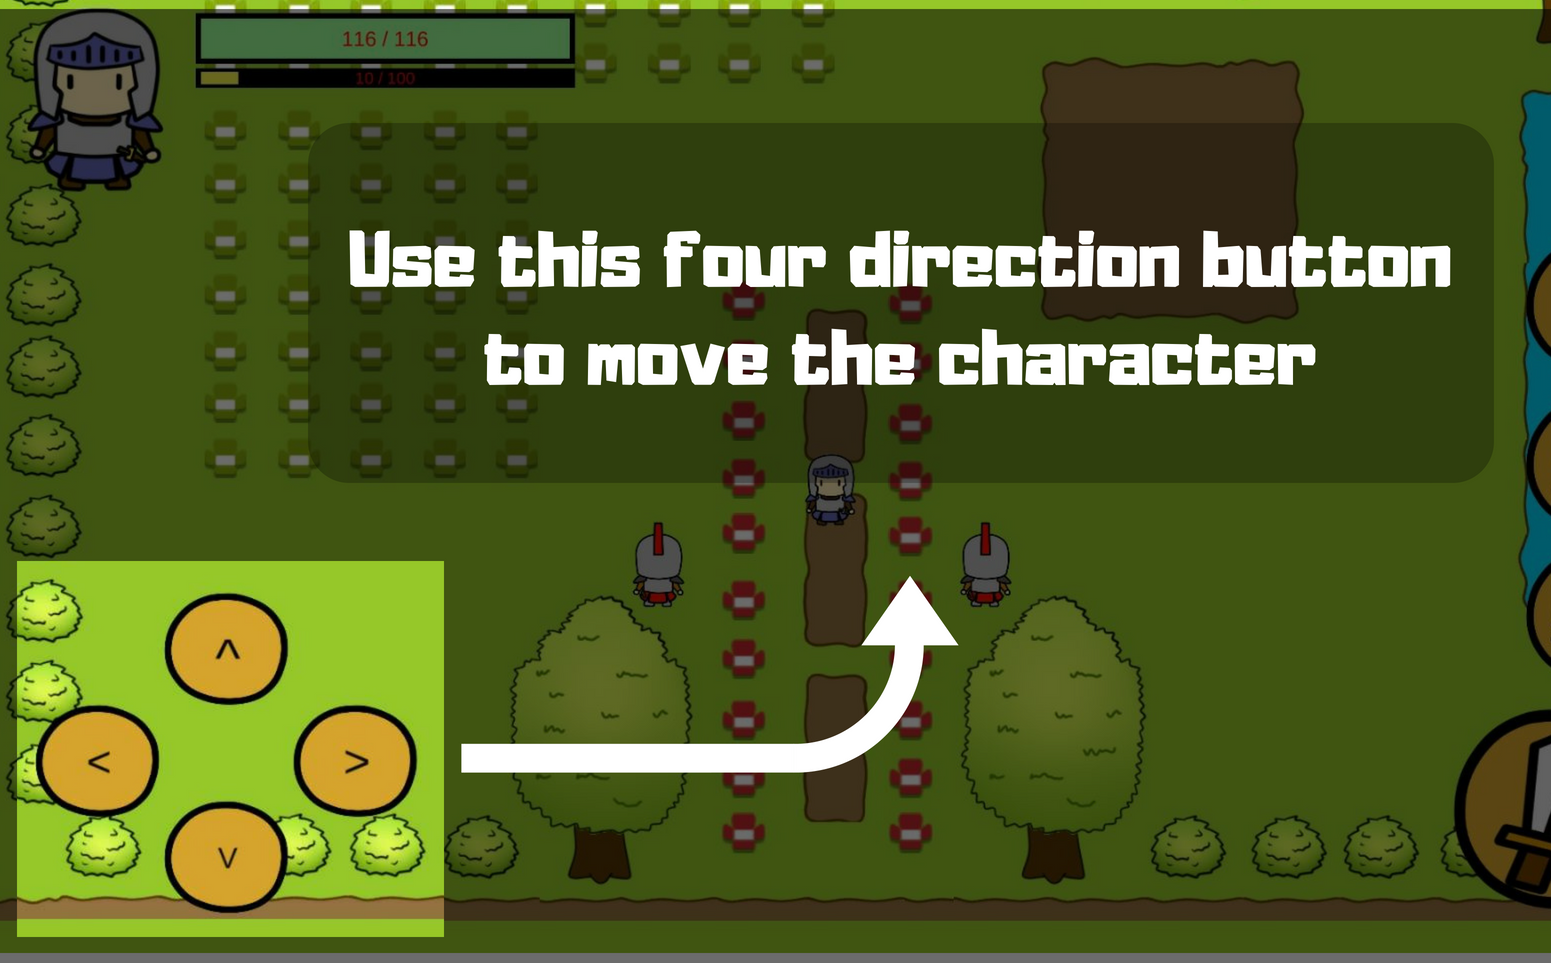 116 / 116
10 / 100
Use this four direction button
to move the character
^
<
>
v